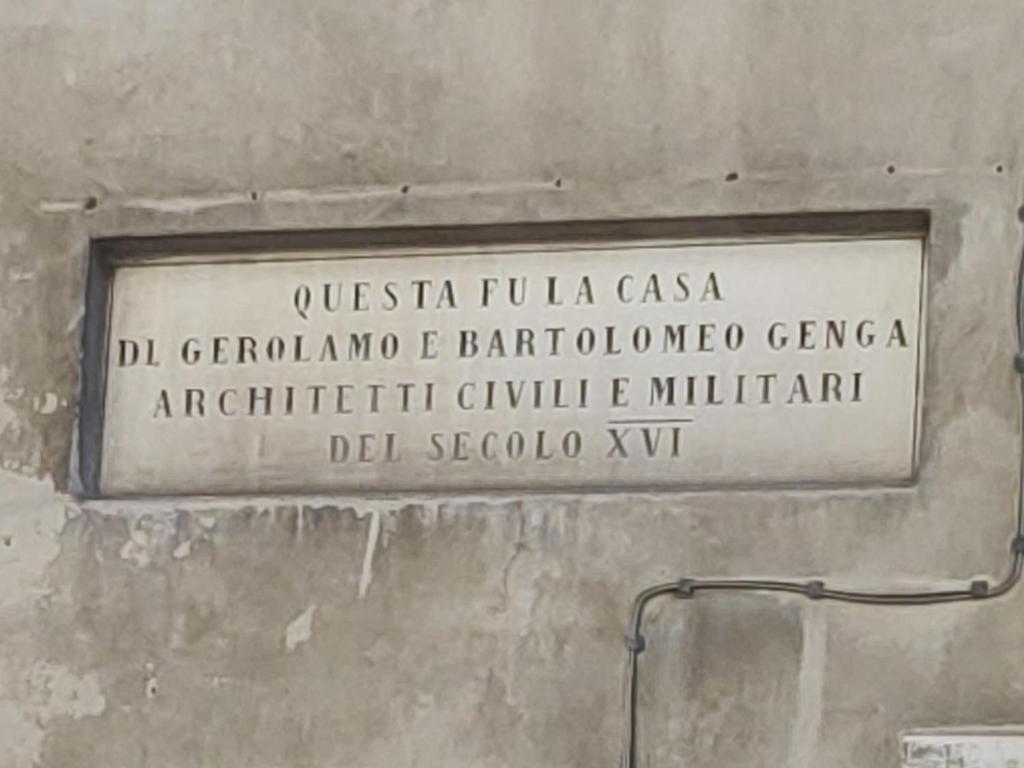 QUESTA FU LA CASA
DI GEROLAMO E BARTOLOMEO GENGA
ARCHITETTI CIVILI E MILITARI
DEL SECOLO XVI